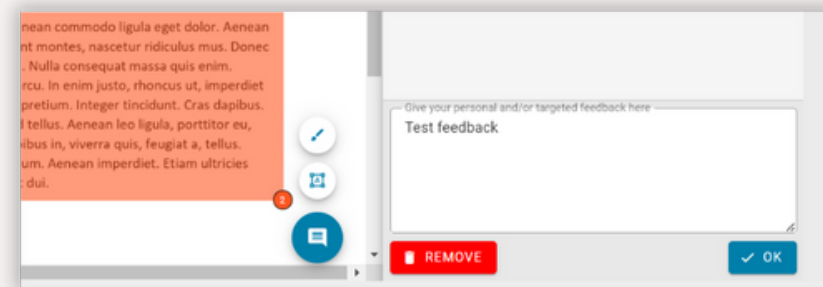 nean commodo ligula eget dolor. Aenean
nt montes, nascetur ridiculus mus. Donec
. Nulla consequat massa quis enim.
rcu. In enim justo, rhoncus ut, imperdiet
pretium. Integer tincidunt. Cras dapibus.
l tellus. Aenean leo ligula, porttitor eu,
ibus in, viverra quis, feugiat a, tellus.
um. Aenean imperdiet. Etiam ultricies
t dui.
2
A
Give your personal and/or targeted feedback here
Test feedback
REMOVE
OK